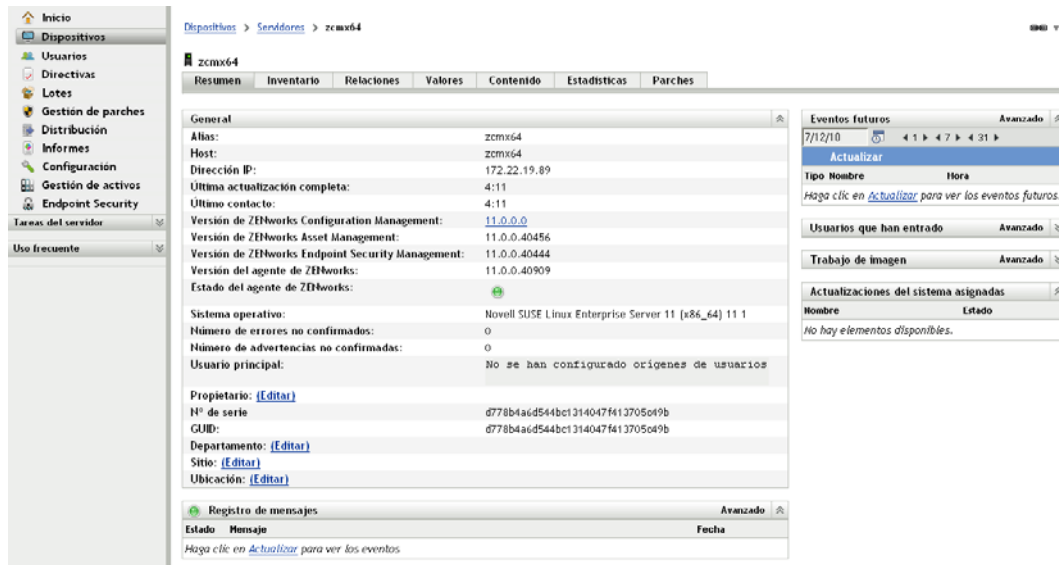 Inicio
Dispositivos
Usuarios
Directivas
Lotes
Gestión de parches
Distribución
Informes
Configuración
Gestión de activos
Endpoint Security
Tareas del servidor
Uso frecuente
Dispositivos > Servidores > zcmx64
zcmx64
Resumen Inventario Relaciones Valores Contenido Estadísticas Parches
General
Alias: zcmx64
Host: zcmx64
Dirección IP: 172.22.19.89
Última actualización completa: 4:11
Último contacto: 4:11
Versión de ZENworks Configuration Management: 11.0.0.0
Versión de ZENworks Asset Management: 11.0.0.40456
Versión de ZENworks Endpoint Security Management: 11.0.0.40444
Versión del agente de ZENworks: 11.0.0.40909
Estado del agente de ZENworks:
Sistema operativo: Novell SUSE Linux Enterprise Server 11 (x86_64) 11 1
Número de errores no confirmados: 0
Número de advertencias no confirmadas: 0
Usuario principal: No se han configurado orígenes de usuarios
Propietario: (Editar)
Nº de serie d778b4a6d544bc1314047f413705c49b
GUID: d778b4a6d544bc1314047f413705c49b
Departamento: (Editar)
Sitio: (Editar)
Ubicación: (Editar)
Registro de mensajes Avanzado
Estado Mensaje Fecha
Haga clic en Actualizar para ver los eventos
Eventos futuros Avanzado
7/12/10 1 7 31
Actualizar
Tipo Nombre Hora
Haga clic en Actualizar para ver los eventos futuros.
Usuarios que han entrado Avanzado
Trabajo de imagen Avanzado
Actualizaciones del sistema asignadas
Nombre Estado
No hay elementos disponibles.